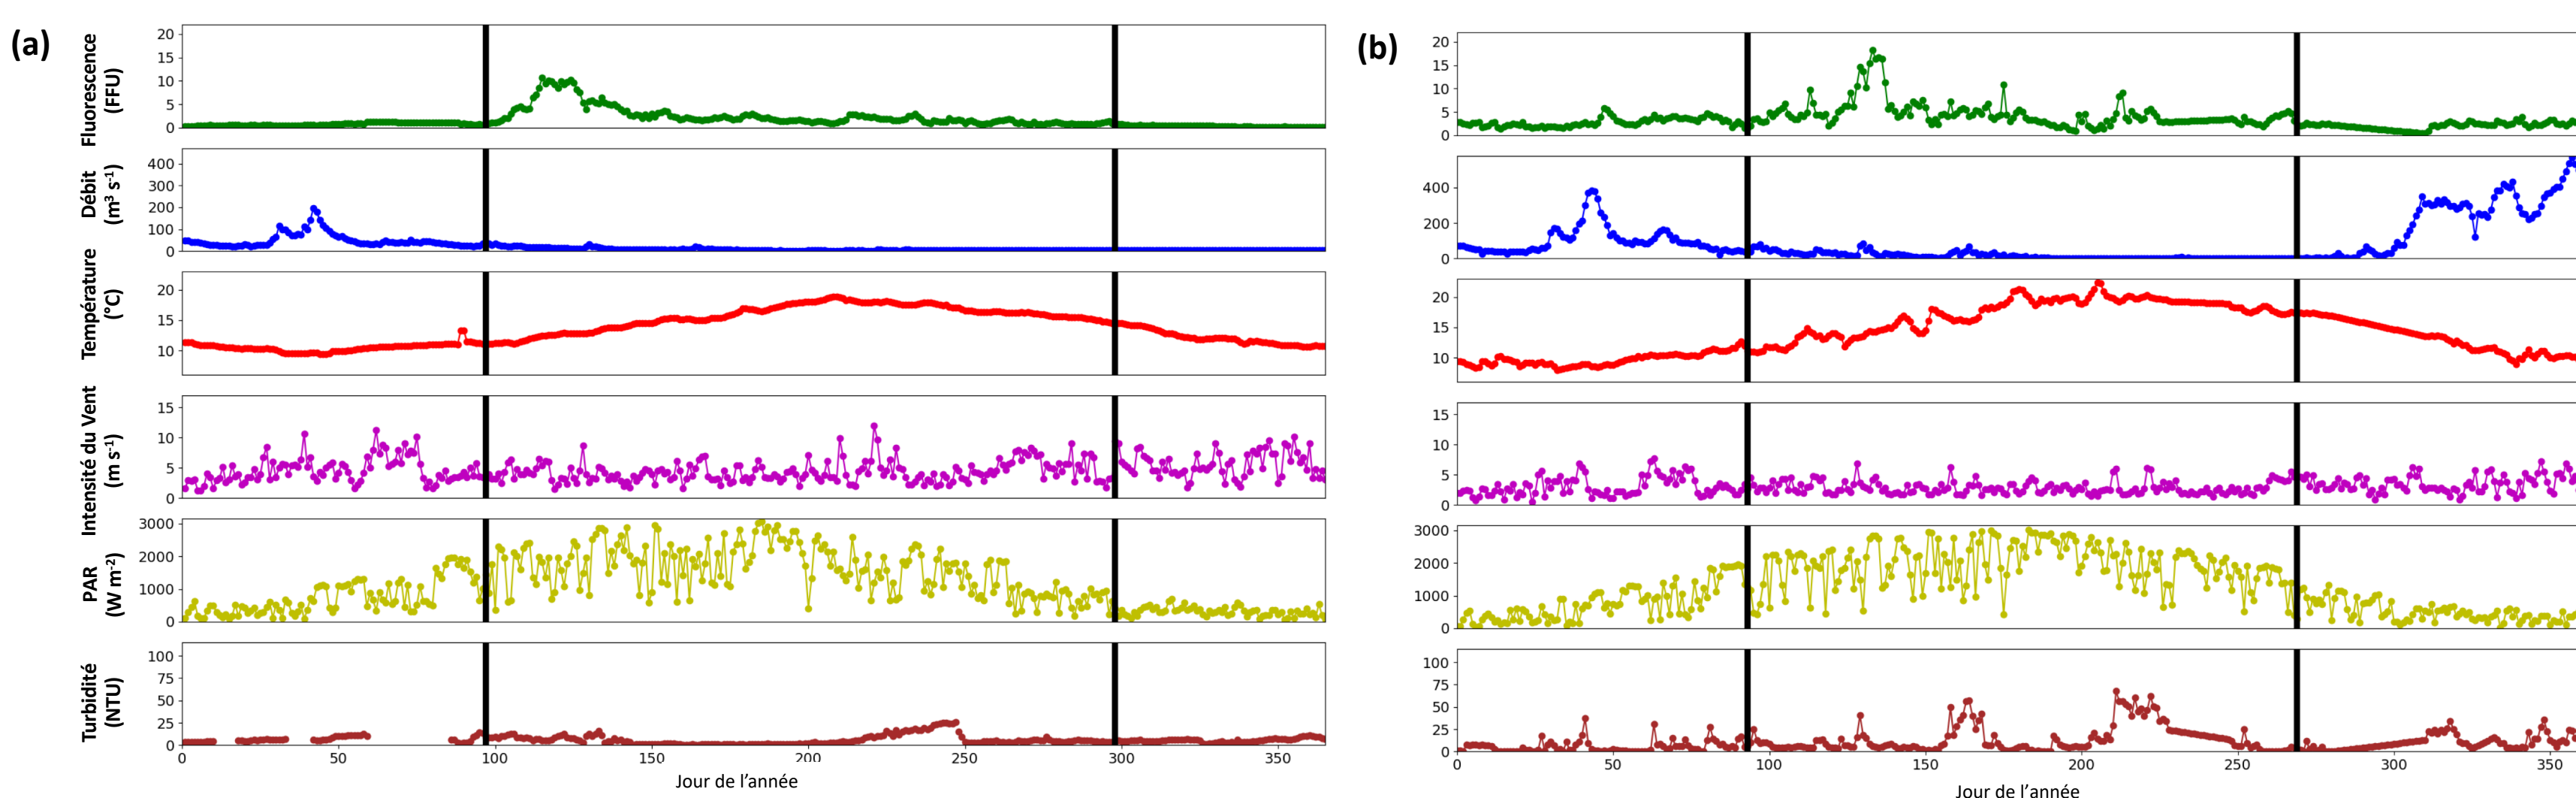 (a)
Fluorescence
(FFU)
20
15
10
5
0
Débit
(m³ s⁻¹)
400
300
200
100
0
Température
(°C)
20
15
10
Intensité du Vent
(m s⁻¹)
15
10
5
0
PAR
(W m⁻²)
3000
2000
1000
0
Turbidité
(NTU)
100
75
50
25
0
0 50 100 150 200 250 300 350
Jour de l'année
(b)
20
15
10
5
0
400
200
0
20
15
10
15
10
5
0
3000
2000
1000
0
100
75
50
25
0
0 50 100 150 200 250 300 350
Jour de l'année